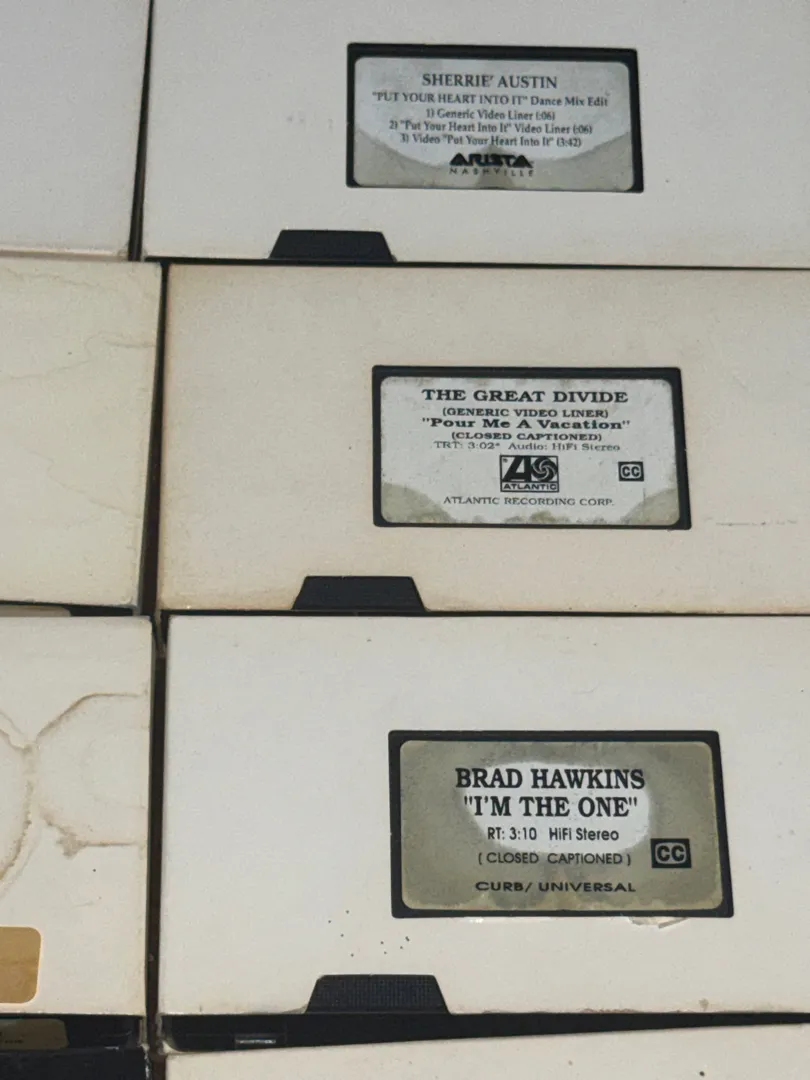 SHERRIE' AUSTIN
"PUT YOUR HEART INTO IT" Dance Mix Edit
1) Generic Video Liner (:06)
2) "Put Your Heart Into It" Video Liner (:06)
3) Video "Put Your Heart Into It" (3:42)
ARISTA
NASHVILLE
THE GREAT DIVIDE
(GENERIC VIDEO LINER)
"Pour Me A Vacation"
(CLOSED CAPTIONED)
TRT: 3:02* Audio: HiFi Stereo
CC
ATLANTIC
ATLANTIC RECORDING CORP.
BRAD HAWKINS
"I'M THE ONE"
RT: 3:10 HiFi Stereo
(CLOSED CAPTIONED) CC
CURB/ UNIVERSAL